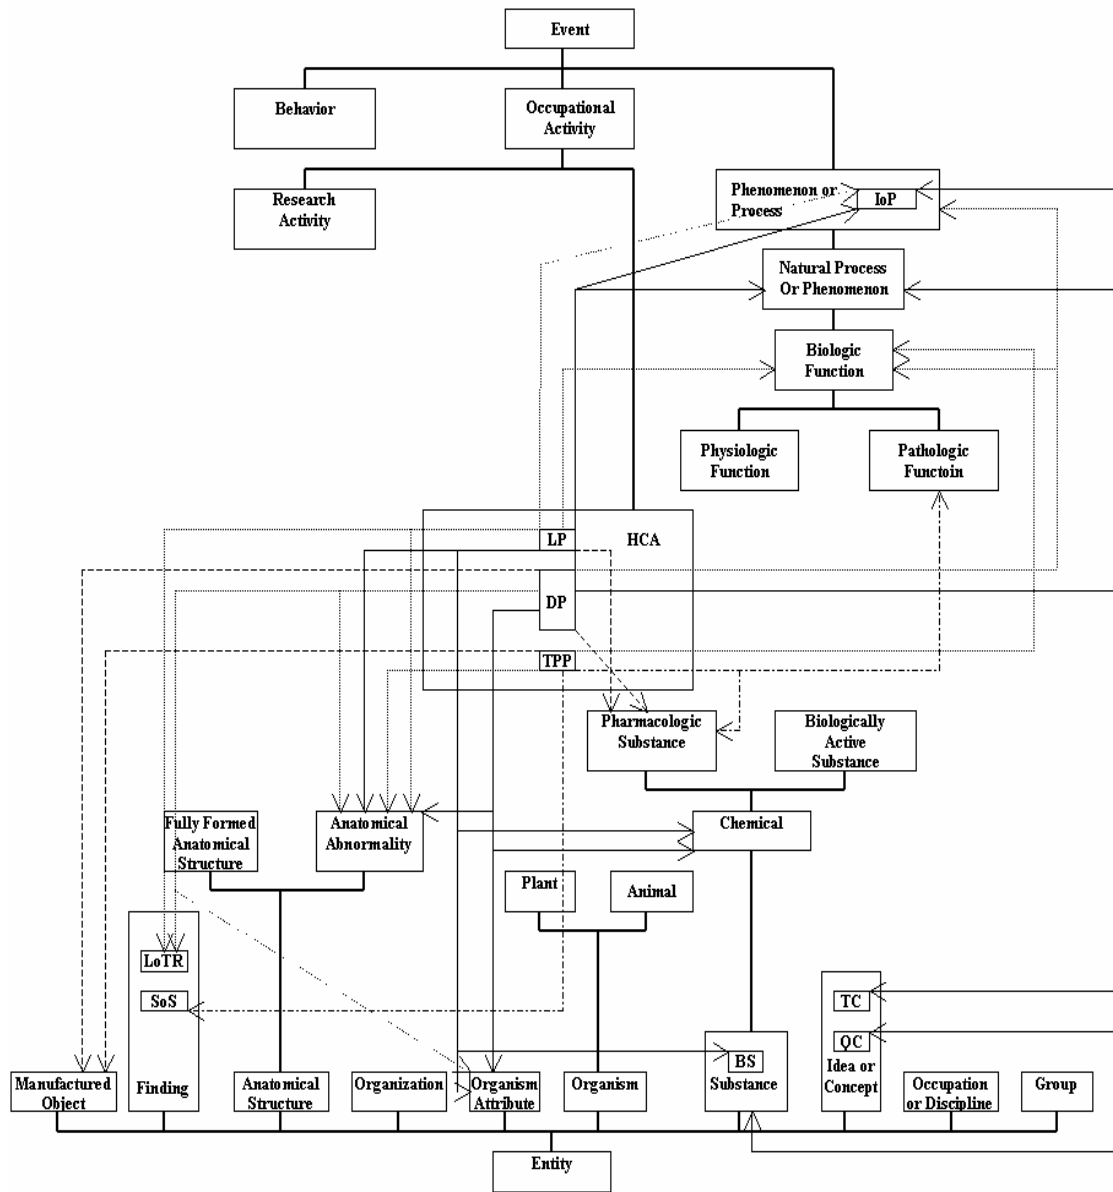 Event
Behavior
Occupational
Activity
Research
Activity
Phenomenon or
Process
IoP
Natural Process
Or Phenomenon
Biologic
Function
Physiologic
Function
Pathologic
Functoin
LP
HCA
DP
TPP
Pharmacologic
Substance
Biologically
Active
Substance
Fully Formed
Anatomical
Structure
Anatomical
Abnormality
Chemical
Plant
Animal
LoTR
SoS
TC
QC
BS
Manufactured
Object
Finding
Anatomical
Structure
Organization
Organism
Attribute
Organism
Substance
Idea or
Concept
Occupation
or Discipline
Group
Entity